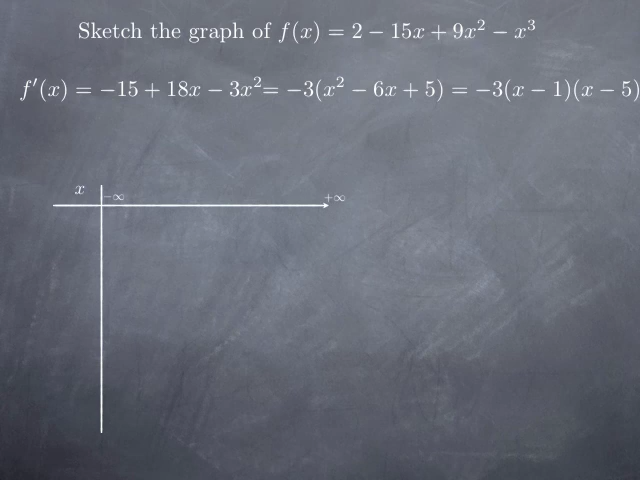 Sketch the graph of f(x) = 2 − 15x + 9x² − x³
f′(x) = −15 + 18x − 3x² = −3(x² − 6x + 5) = −3(x − 1)(x − 5)
x −∞ +∞